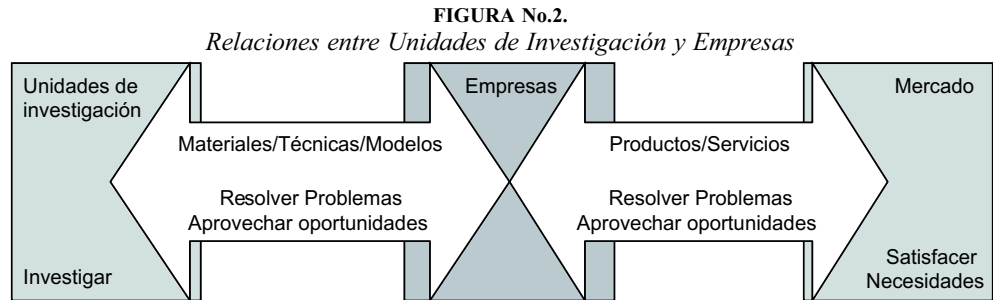 FIGURA No.2.
Relaciones entre Unidades de Investigación y Empresas
Unidades de
investigación
Empresas
Mercado
Materiales/Técnicas/Modelos
Productos/Servicios
Resolver Problemas
Aprovechar oportunidades
Resolver Problemas
Aprovechar oportunidades
Investigar
Satisfacer
Necesidades